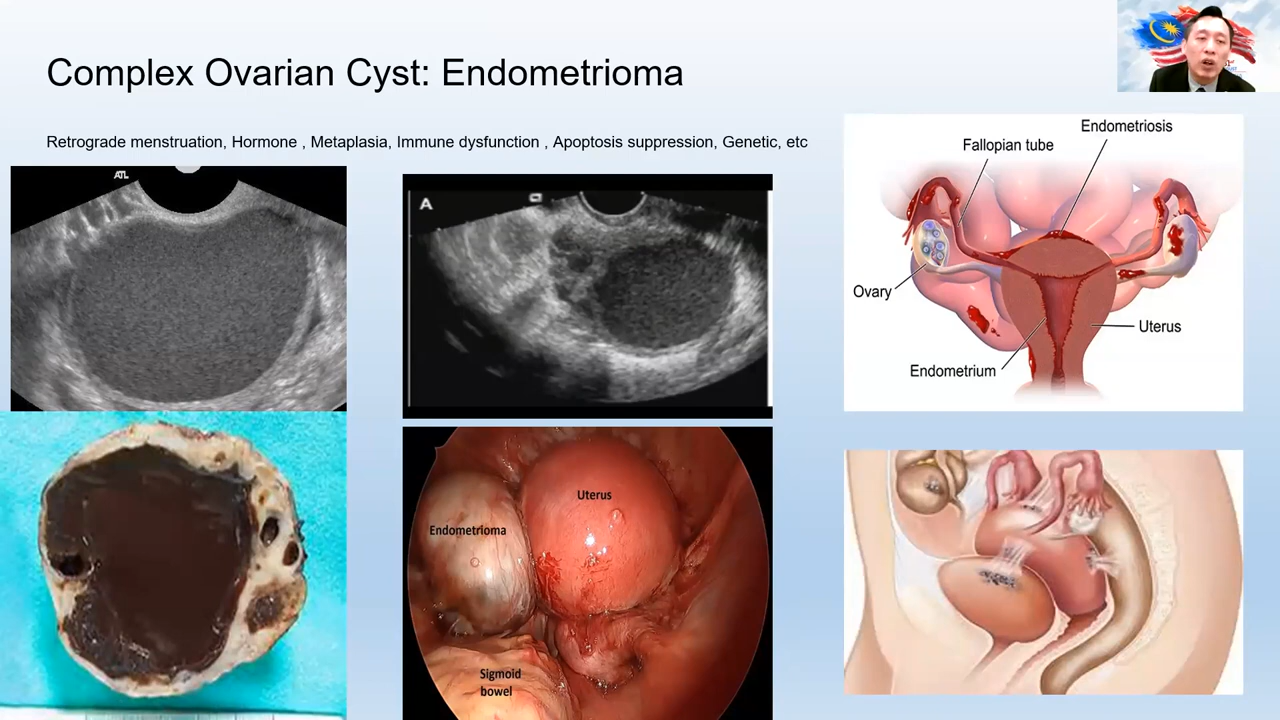 Complex Ovarian Cyst: Endometrioma
Retrograde menstruation, Hormone , Metaplasia, Immune dysfunction , Apoptosis suppression, Genetic, etc
ATL
A
Endometriosis
Fallopian tube
Ovary
Uterus
Endometrium
Uterus
Endometrioma
Sigmoid
bowel